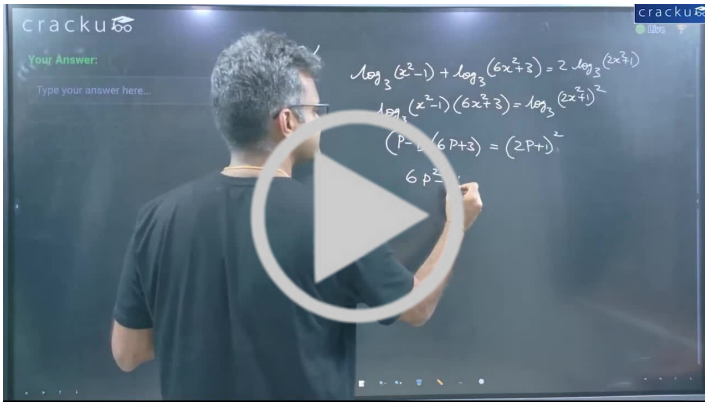 cracku
cracku
Live
Your Answer:
Type your answer here...
log₃(x²-1) + log₃(6x²+3) = 2 log₃(2x²+1)
log₃(x²-1)(6x²+3) = log₃(2x²+1)²
(P- (6P+3) = (2P+1)²
6p²-